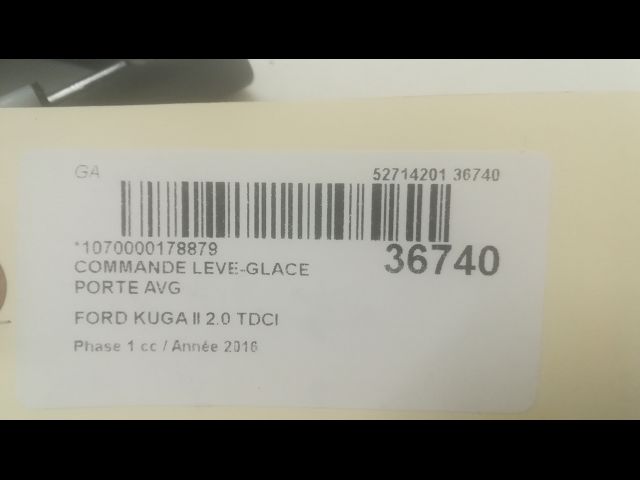 GA 52714201 36740
*1070000178879 36740
COMMANDE LEVE-GLACE
PORTE AVG
FORD KUGA II 2.0 TDCI
Phase 1 cc / Année 2016